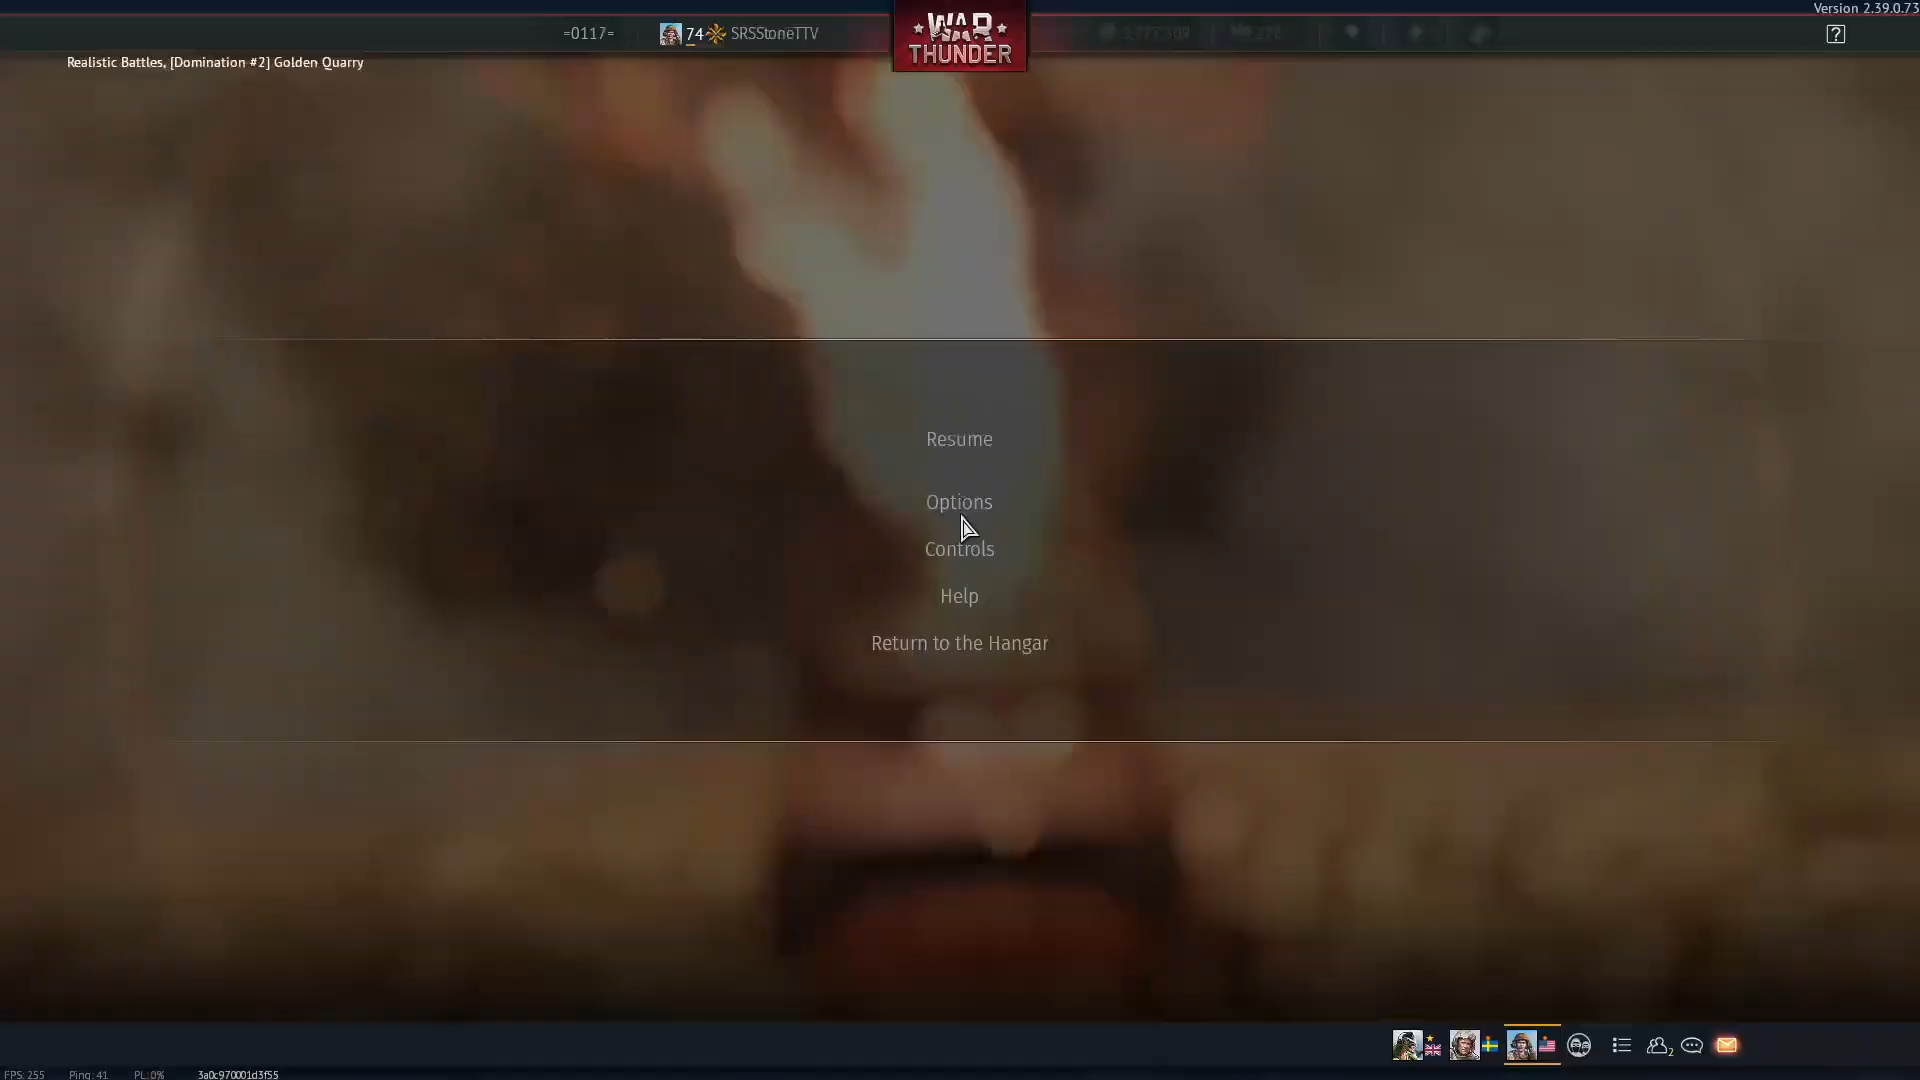 Version 2.39.0.73
=0117= 74 SRSStoneTTV
WAR
THUNDER
Realistic Battles, [Domination #2] Golden Quarry
Resume
Options
Controls
Help
Return to the Hangar
2
FPS: 255 Ping: 41 PL: 0% 3a0c970001d3f55